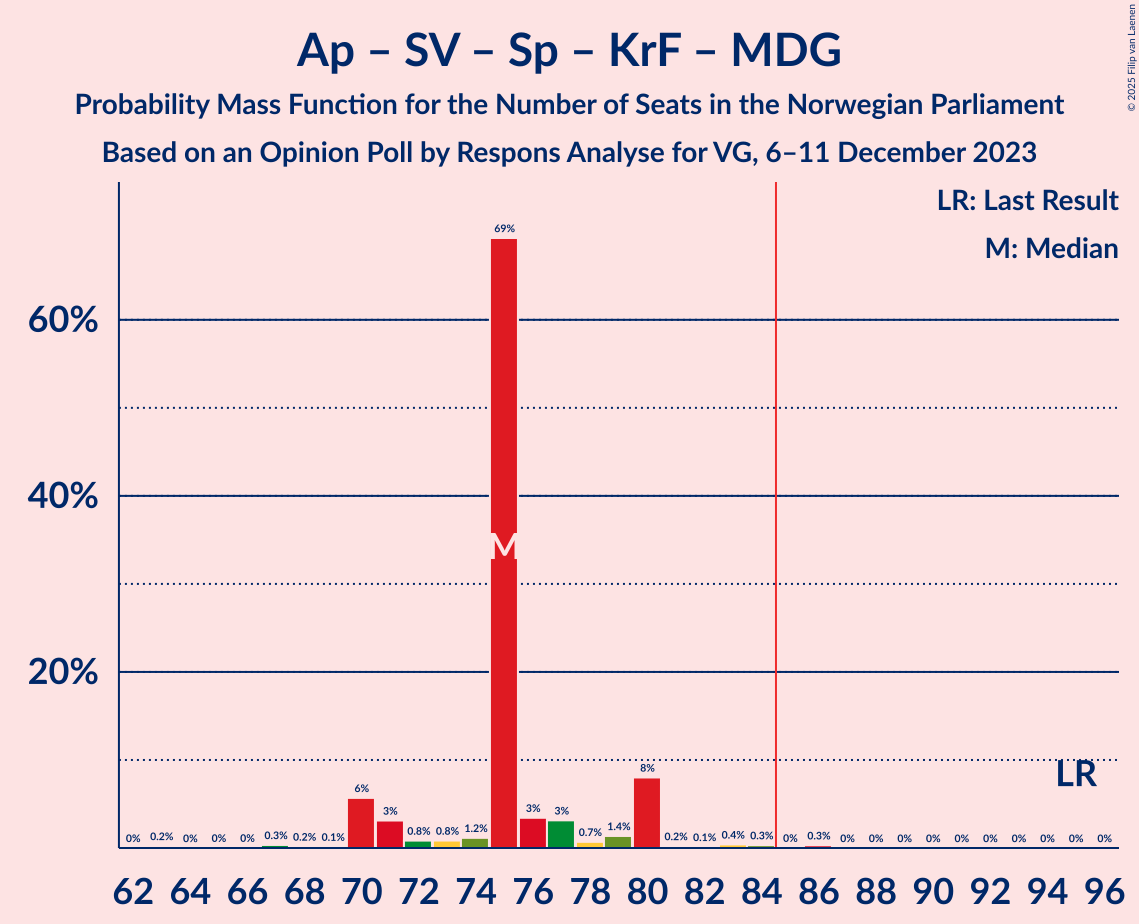 Ap – SV – Sp – KrF – MDG
Probability Mass Function for the Number of Seats in the Norwegian Parliament
Based on an Opinion Poll by Respons Analyse for VG, 6–11 December 2023
© 2025 Filip van Laenen
LR: Last Result
M: Median
69%
60%
40%
M
20%
LR
0% 0.2% 0% 0% 0% 0.3% 0.2% 0.1% 6% 3% 0.8% 0.8% 1.2% 3% 3% 0.7% 1.4% 8% 0.2% 0.1% 0.4% 0.3% 0% 0.3% 0% 0% 0% 0% 0% 0% 0% 0% 0% 0%
62 64 66 68 70 72 74 76 78 80 82 84 86 88 90 92 94 96